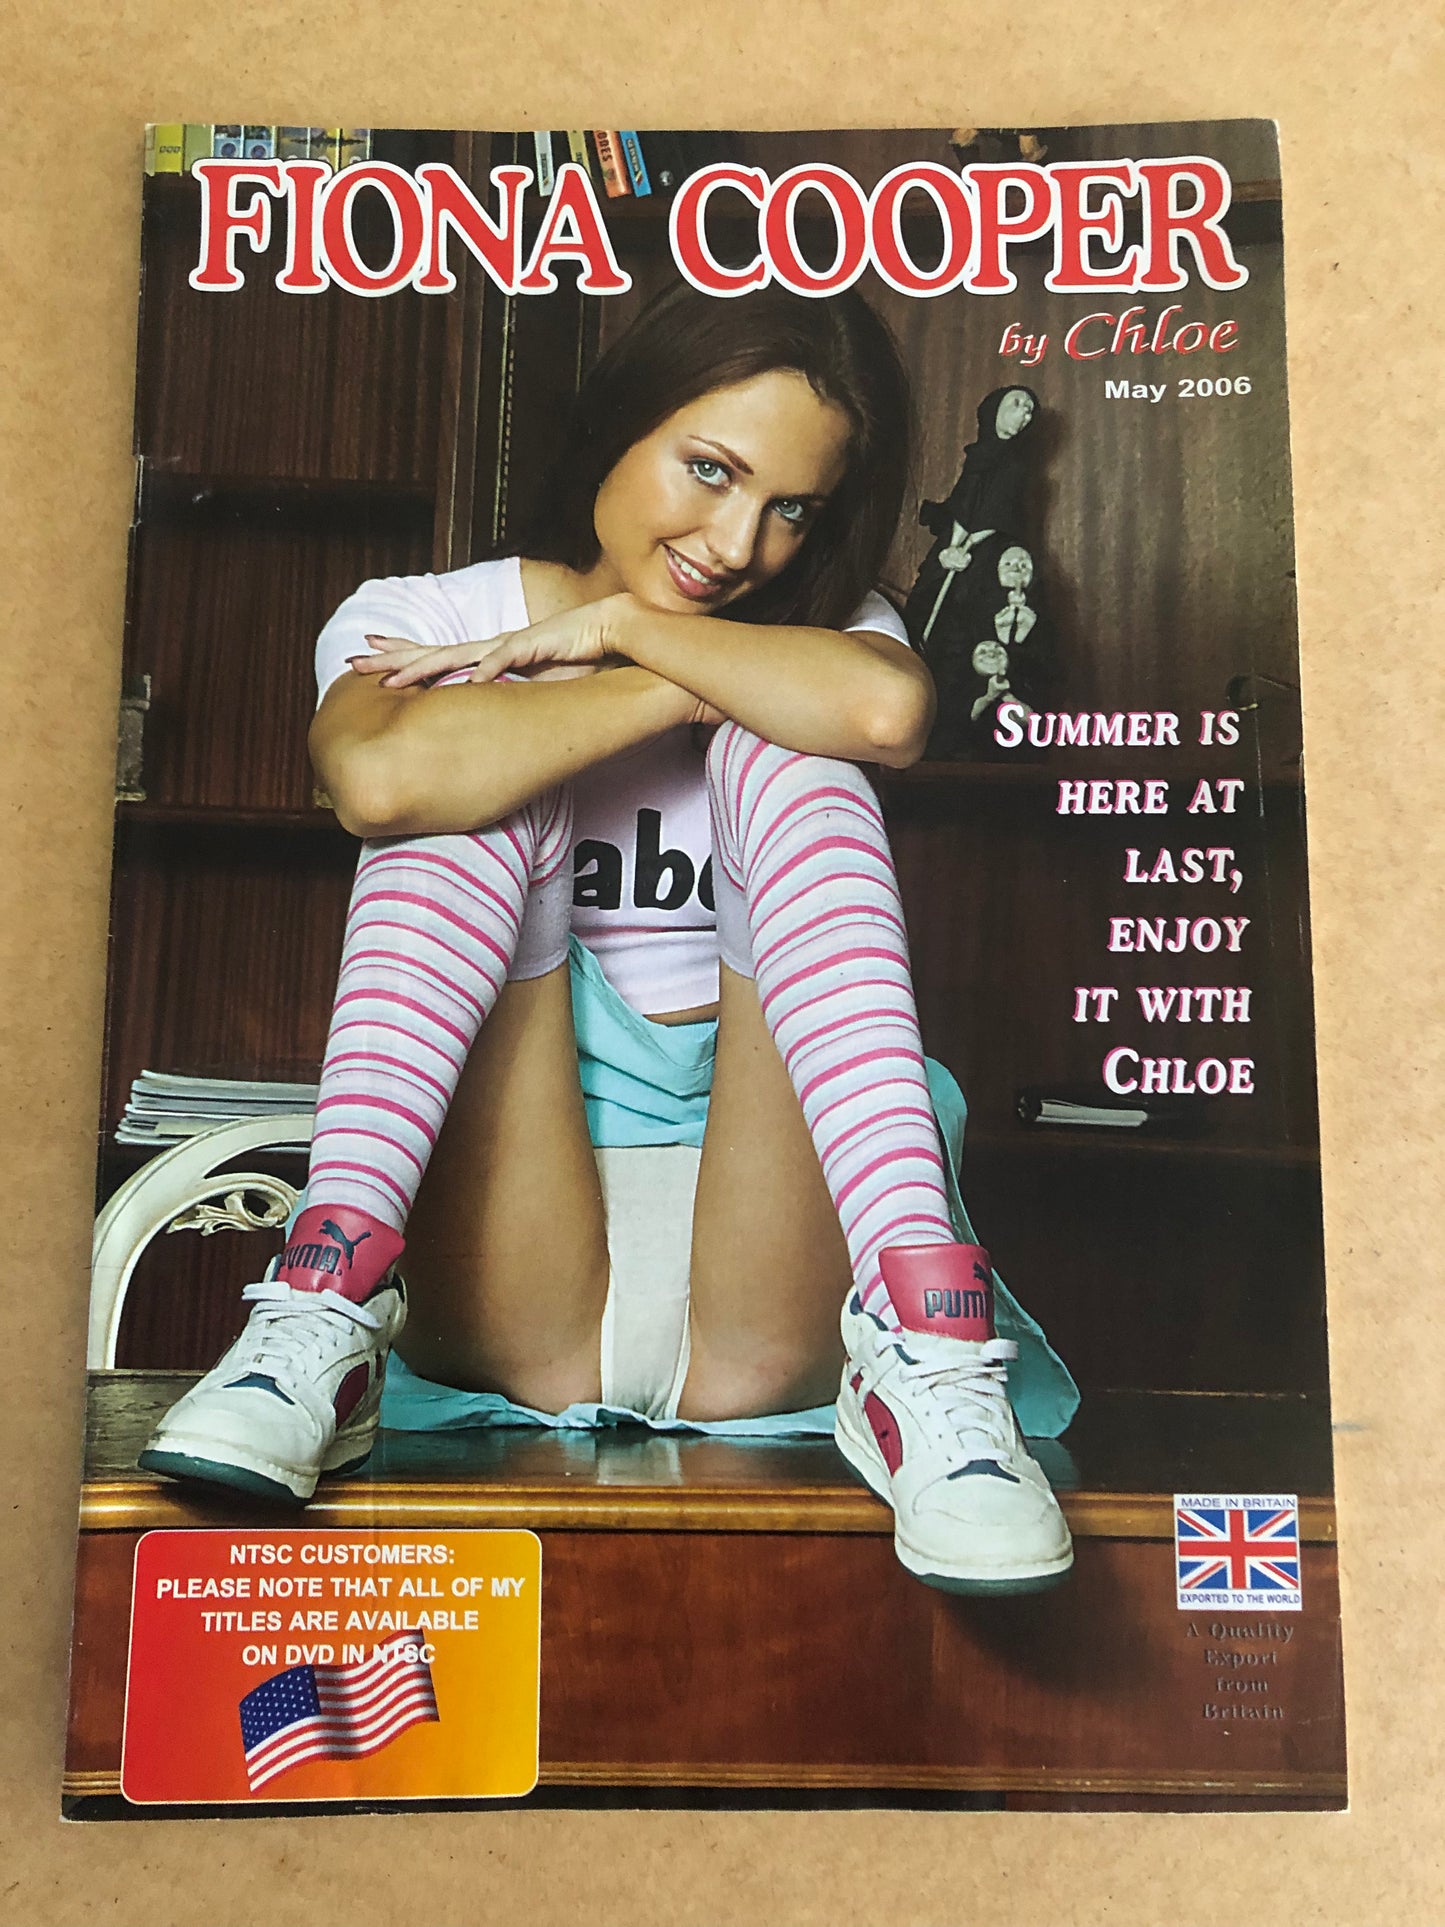 FIONA COOPER
by Chloe
May 2006
SUMMER IS
HERE AT
LAST,
ENJOY
IT WITH
CHLOE
abe
PUMA
PUM
NTSC CUSTOMERS:
PLEASE NOTE THAT ALL OF MY
TITLES ARE AVAILABLE
ON DVD IN NTSC
MADE IN BRITAIN
EXPORTED TO THE WORLD
A Quality
Export
from
Britain